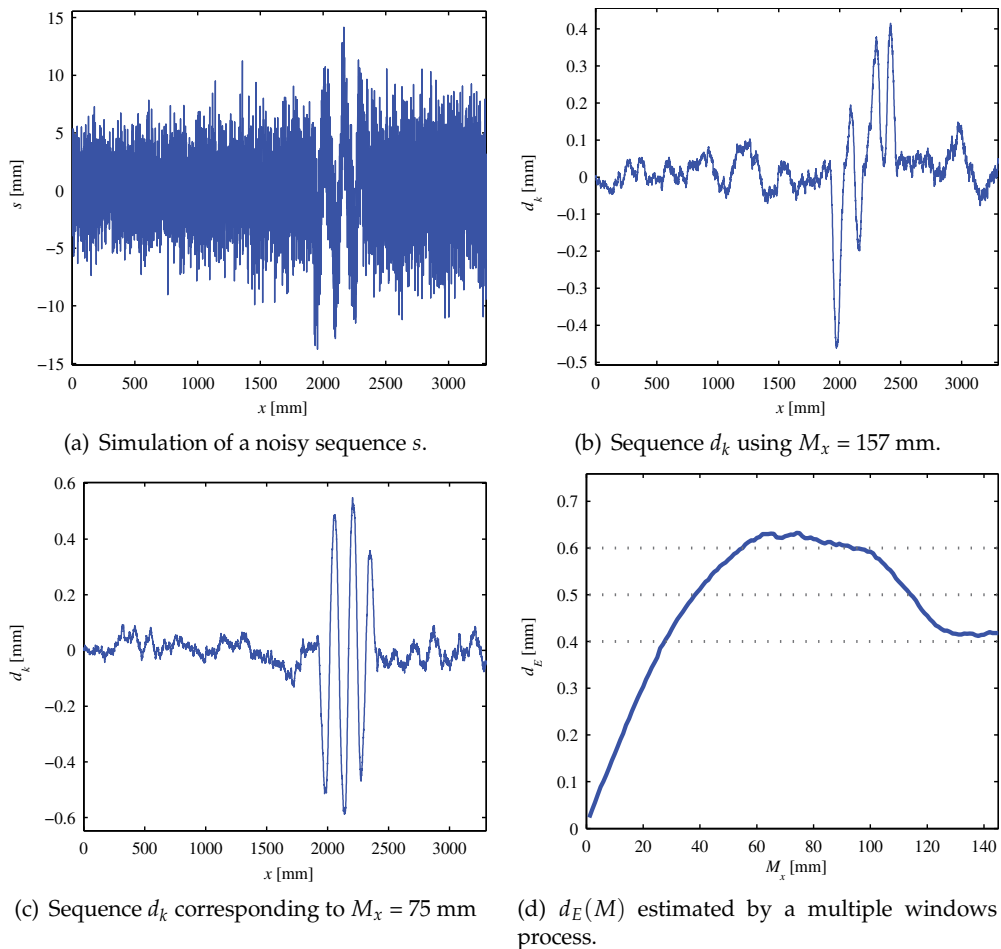 15
10
5
0
−5
−10
−15
s [mm]
0 500 1000 1500 2000 2500 3000
x [mm]
(a) Simulation of a noisy sequence s.
0.4
0.3
0.2
0.1
0
−0.1
−0.2
−0.3
−0.4
−0.5
d_k [mm]
0 500 1000 1500 2000 2500 3000
x [mm]
(b) Sequence d_k using M_x = 157 mm.
0.6
0.4
0.2
0
−0.2
−0.4
−0.6
d_k [mm]
0 500 1000 1500 2000 2500 3000
x [mm]
(c) Sequence d_k corresponding to M_x = 75 mm
0.7
0.6
0.5
0.4
0.3
0.2
0.1
0
d_E [mm]
0 20 40 60 80 100 120 140
M_x [mm]
(d) d_E(M) estimated by a multiple windows
process.